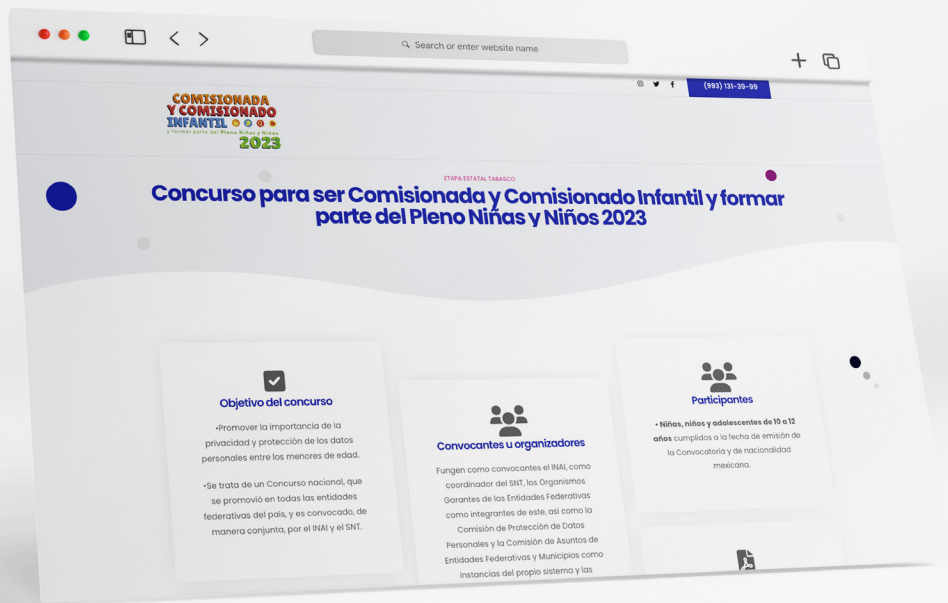 Search or enter website name
(993) 131-39-99
COMISIONADA
Y COMISIONADO
INFANTIL
y formar parte del Pleno Niñas y Niños
2023
ETAPA ESTATAL TABASCO
Concurso para ser Comisionada y Comisionado Infantil y formar
parte del Pleno Niñas y Niños 2023
Objetivo del concurso
•Promover la importancia de la
privacidad y protección de los datos
personales entre los menores de edad.
•Se trata de un Concurso nacional, que
se promovió en todas las entidades
federativas del país, y es convocado, de
manera conjunta, por el INAI y el SNT.
Convocantes u organizadores
Fungen como convocantes el INAI, como
coordinador del SNT, los Organismos
Garantes de las Entidades Federativas
como integrantes de este, así como la
Comisión de Protección de Datos
Personales y la Comisión de Asuntos de
Entidades Federativas y Municipios como
instancias del propio sistema y las
Participantes
• Niñas, niños y adolescentes de 10 a 12
años cumplidos a la fecha de emisión de
la Convocatoria y de nacionalidad
mexicana.